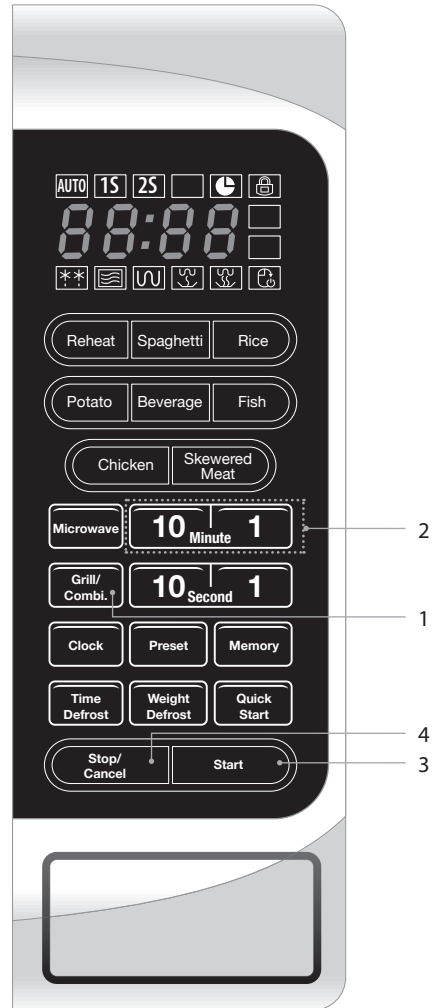 AUTO 1S 2S
88:88
Reheat Spaghetti Rice
Potato Beverage Fish
Chicken Skewered
Meat
Microwave 10 Minute 1
2
Grill/
Combi. 10 Second 1
1
Clock Preset Memory
Time
Defrost Weight
Defrost Quick
Start
4
Stop/
Cancel Start
3